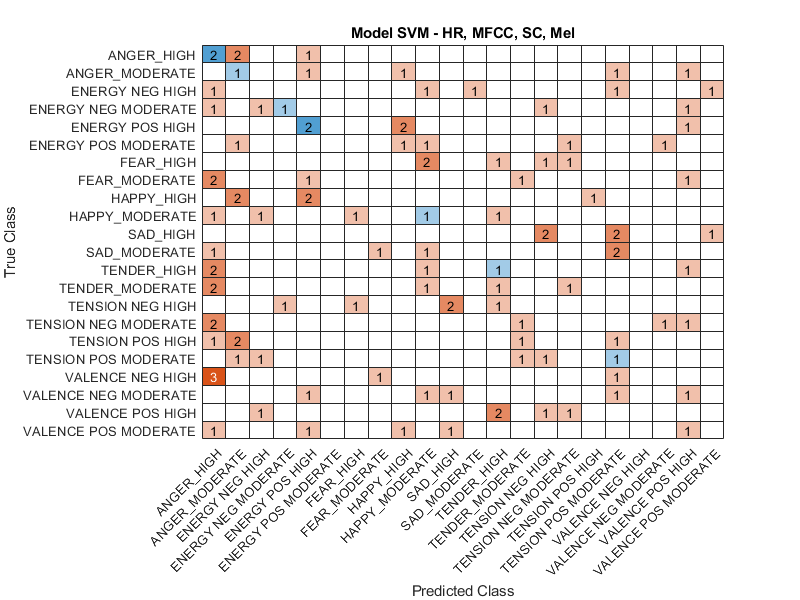 Model SVM - HR, MFCC, SC, Mel
ANGER_HIGH 2 2 1
ANGER_MODERATE 1 1 1 1 1
ENERGY NEG HIGH 1 1 1 1 1
ENERGY NEG MODERATE 1 1 1 1 1
ENERGY POS HIGH 2 2 1
ENERGY POS MODERATE 1 1 1 1 1
FEAR_HIGH 2 1 1 1
FEAR_MODERATE 2 1 1 1
HAPPY_HIGH 2 2 1
HAPPY_MODERATE 1 1 1 1 1
SAD_HIGH 2 2 1
SAD_MODERATE 1 1 1 2
TENDER_HIGH 2 1 1 1
TENDER_MODERATE 2 1 1 1
TENSION NEG HIGH 1 1 2 1
TENSION NEG MODERATE 2 1 1 1
TENSION POS HIGH 1 2 1 1
TENSION POS MODERATE 1 1 1 1 1
VALENCE NEG HIGH 3 1 1
VALENCE NEG MODERATE 1 1 1 1 1
VALENCE POS HIGH 1 2 1 1
VALENCE POS MODERATE 1 1 1 1 1
True Class
ANGER_HIGH
ANGER_MODERATE
ENERGY NEG HIGH
ENERGY NEG MODERATE
ENERGY POS HIGH
ENERGY POS MODERATE
FEAR_HIGH
FEAR_MODERATE
HAPPY_HIGH
HAPPY_MODERATE
SAD_HIGH
SAD_MODERATE
TENDER_HIGH
TENDER_MODERATE
TENSION NEG HIGH
TENSION NEG MODERATE
TENSION POS HIGH
TENSION POS MODERATE
VALENCE NEG HIGH
VALENCE NEG MODERATE
VALENCE POS HIGH
VALENCE POS MODERATE
Predicted Class